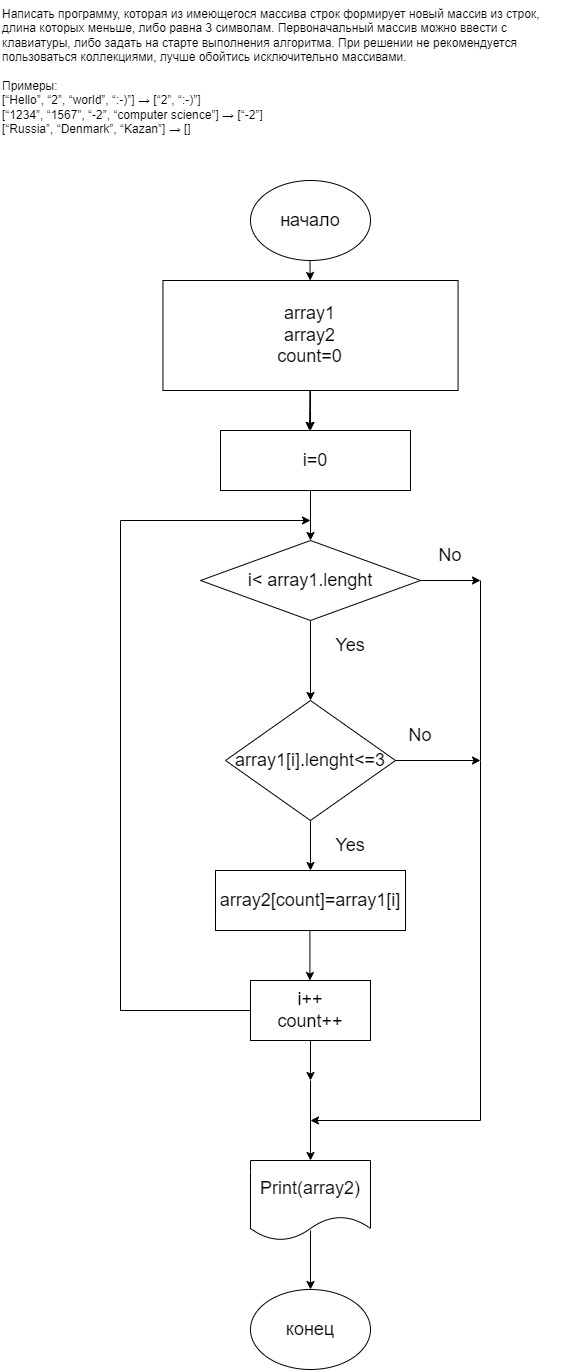 Написать программу, которая из имеющегося массива строк формирует новый массив из строк,
длина которых меньше, либо равна 3 символам. Первоначальный массив можно ввести с
клавиатуры, либо задать на старте выполнения алгоритма. При решении не рекомендуется
пользоваться коллекциями, лучше обойтись исключительно массивами.
Примеры:
[“Hello”, “2”, “world”, “:-)”] → [“2”, “:-)”]
[“1234”, “1567”, “-2”, “computer science”] → [“-2”]
[“Russia”, “Denmark”, “Kazan”] → []
начало
array1
array2
count=0
i=0
i< array1.lenght
No
Yes
array1[i].lenght<=3
No
Yes
array2[count]=array1[i]
i++
count++
Print(array2)
конец